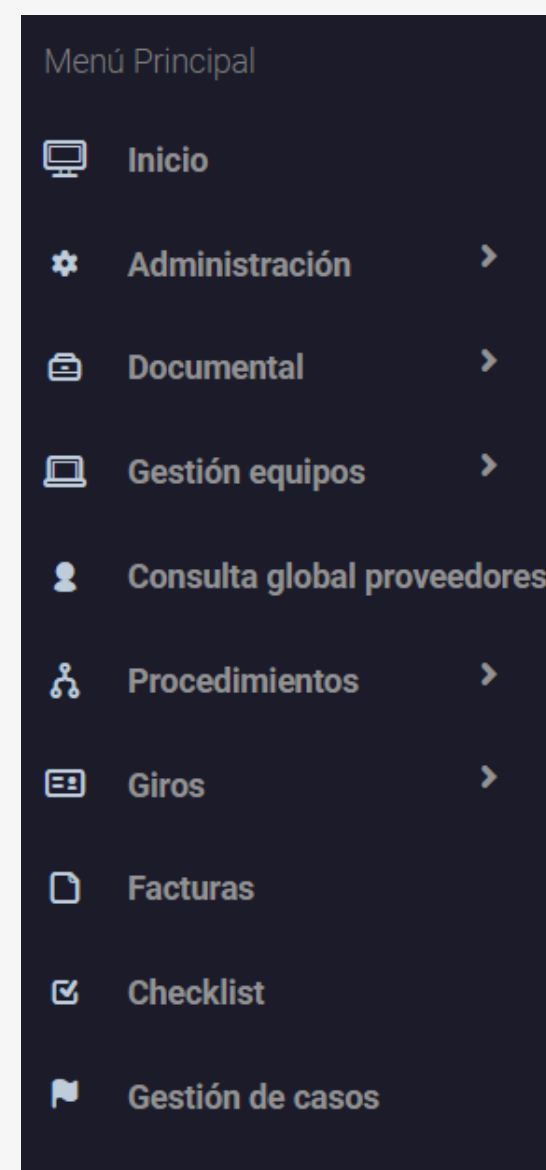 Menú Principal
Inicio
Administración
Documental
Gestión equipos
Consulta global proveedores
Procedimientos
Giros
Facturas
Checklist
Gestión de casos